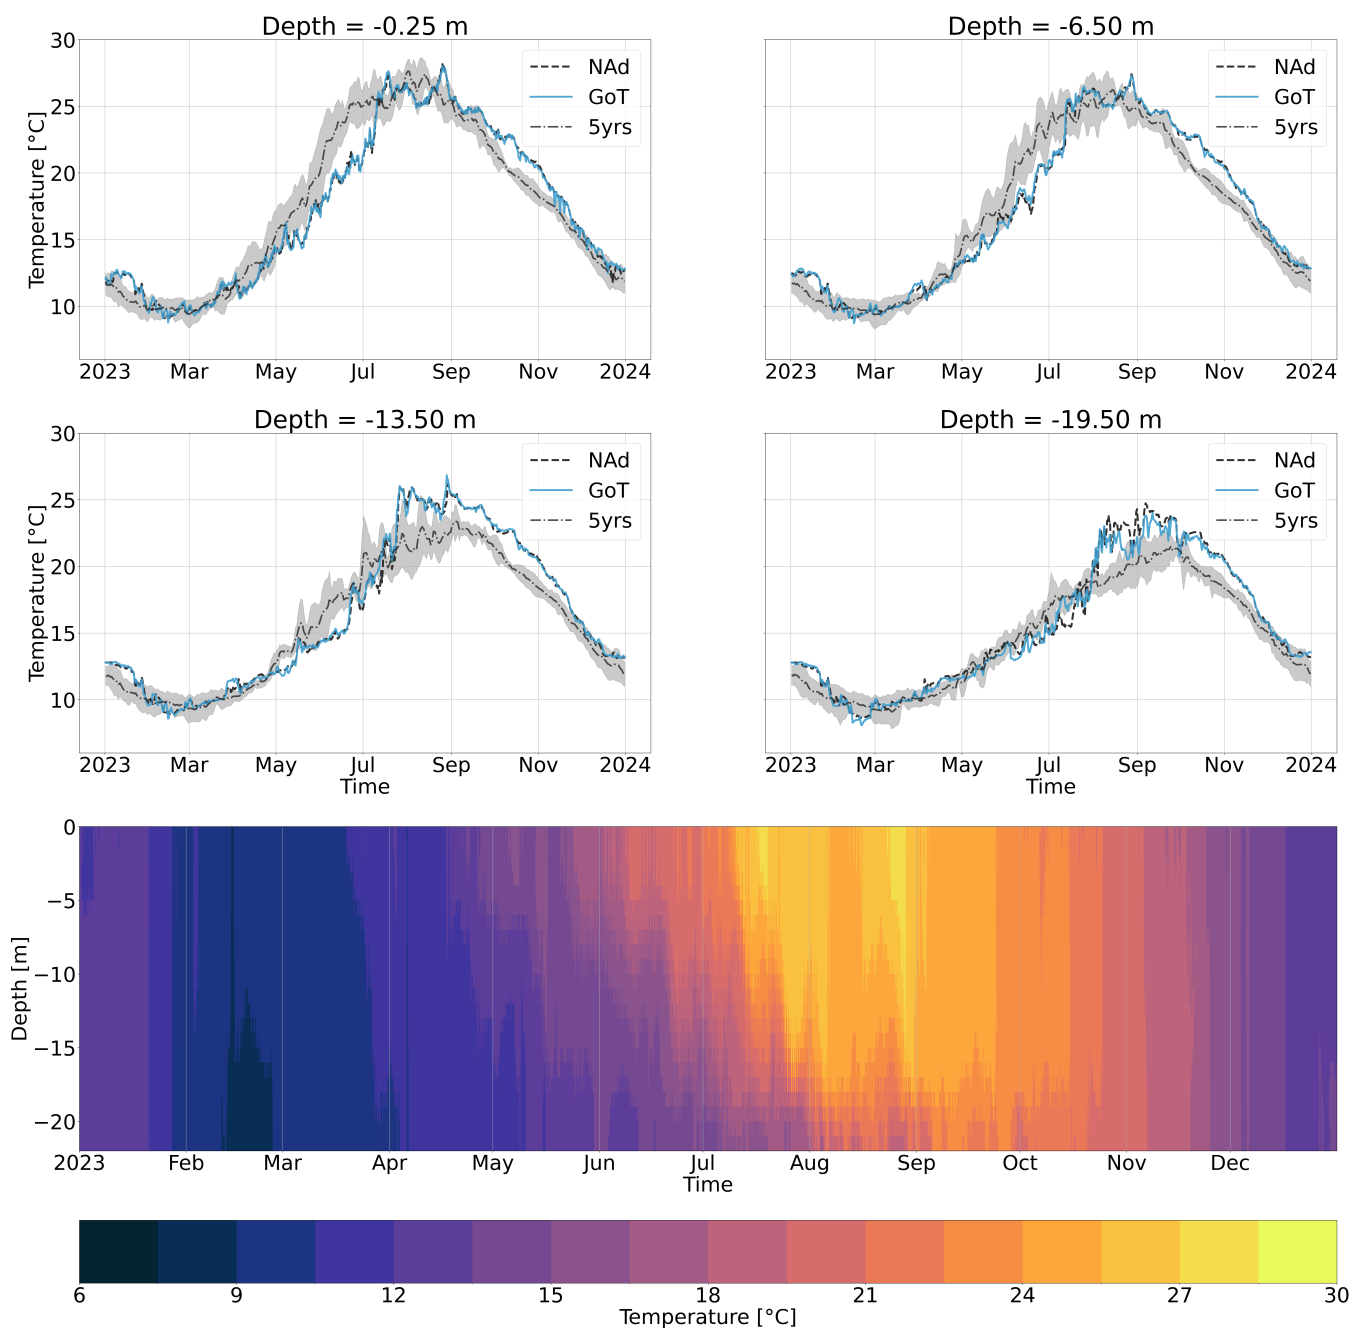 Depth = -0.25 m
Depth = -6.50 m
Temperature [°C]
30
25
20
15
10
NAd
GoT
5yrs
NAd
GoT
5yrs
2023 Mar May Jul Sep Nov 2024
2023 Mar May Jul Sep Nov 2024
Depth = -13.50 m
Depth = -19.50 m
Temperature [°C]
30
25
20
15
10
NAd
GoT
5yrs
NAd
GoT
5yrs
2023 Mar May Jul Sep Nov 2024
Time
2023 Mar May Jul Sep Nov 2024
Time
Depth [m]
0
−5
−10
−15
−20
2023 Feb Mar Apr May Jun Jul Aug Sep Oct Nov Dec
Time
6 9 12 15 18 21 24 27 30
Temperature [°C]